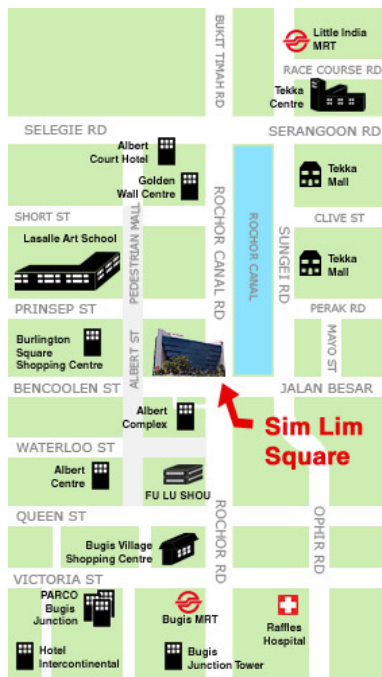 BUKIT TIMAH RD
Little India
MRT
RACE COURSE RD
Tekka
Centre
SELEGIE RD
SERANGOON RD
Albert
Court Hotel
Golden
Wall Centre
Tekka
Mall
SHORT ST
PEDESTRIAN MALL
ROCHOR CANAL RD
ROCHOR CANAL
SUNGEI RD
CLIVE ST
Lasalle Art School
Tekka
Mall
PRINSEP ST
PERAK RD
Burlington
Square
Shopping Centre
ALBERT ST
MAYO ST
BENCOOLEN ST
JALAN BESAR
Albert
Complex
Sim Lim
Square
WATERLOO ST
Albert
Centre
FU LU SHOU
QUEEN ST
ROCHOR RD
OPHIR RD
Bugis Village
Shopping Centre
VICTORIA ST
PARCO
Bugis
Junction
Bugis MRT
Raffles
Hospital
Hotel
Intercontinental
Bugis
Junction Tower